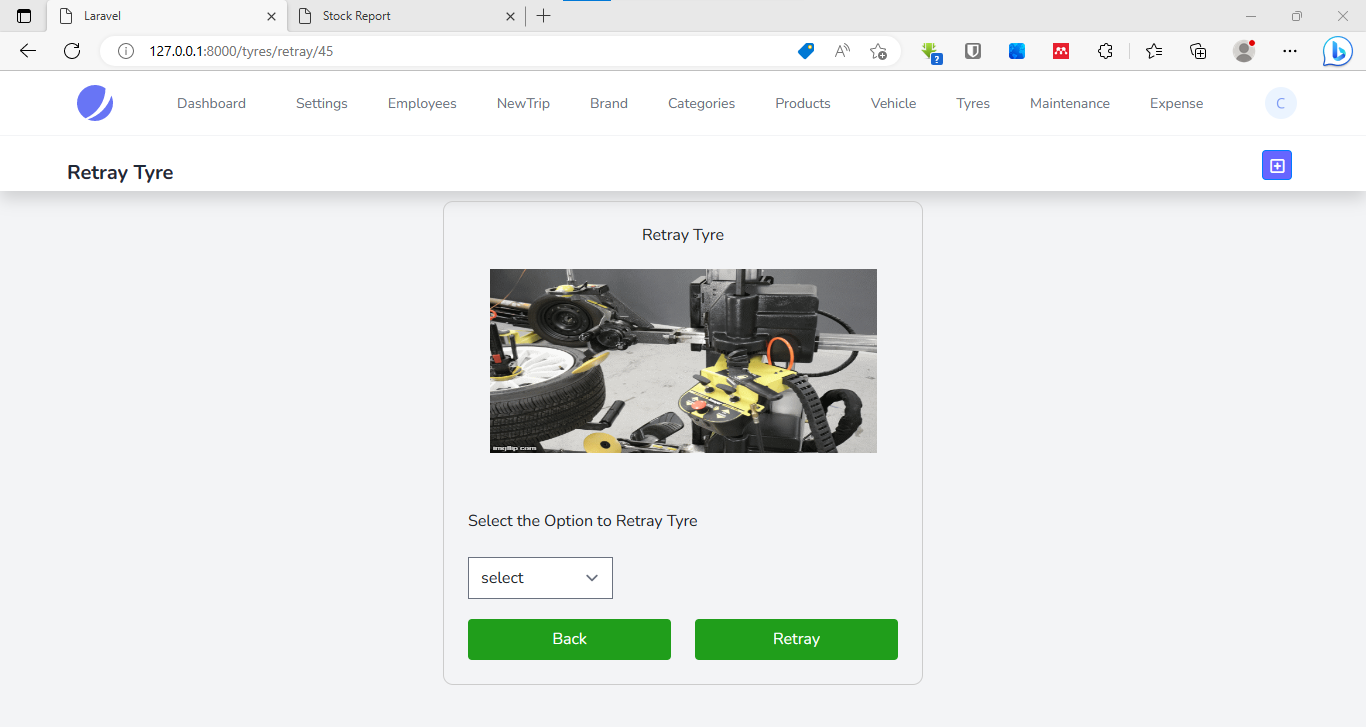 Laravel
Stock Report
127.0.0.1:8000/tyres/retray/45
Dashboard Settings Employees NewTrip Brand Categories Products Vehicle Tyres Maintenance Expense C
Retray Tyre
Retray Tyre
imgflip.com
Select the Option to Retray Tyre
select
Back Retray